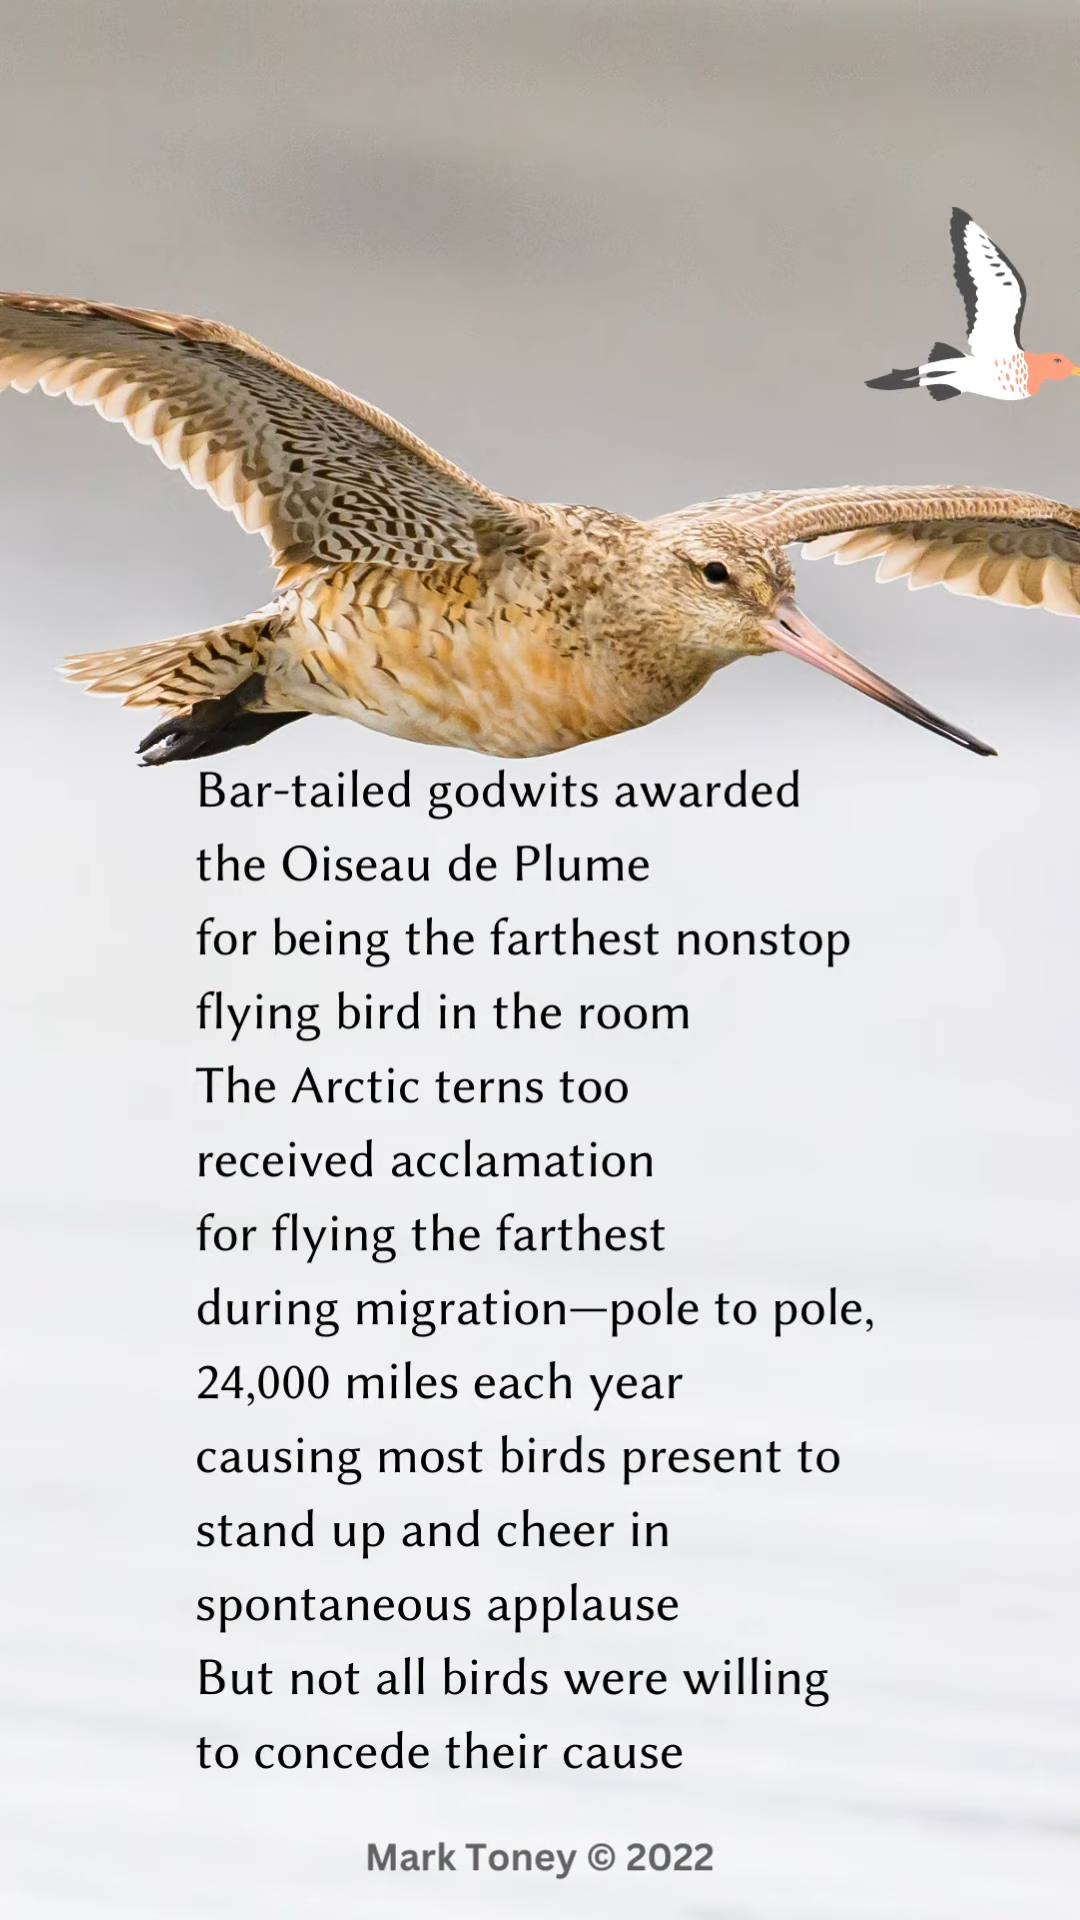 Bar-tailed godwits awarded
the Oiseau de Plume
for being the farthest nonstop
flying bird in the room
The Arctic terns too
received acclamation
for flying the farthest
during migration—pole to pole,
24,000 miles each year
causing most birds present to
stand up and cheer in
spontaneous applause
But not all birds were willing
to concede their cause
Mark Toney © 2022